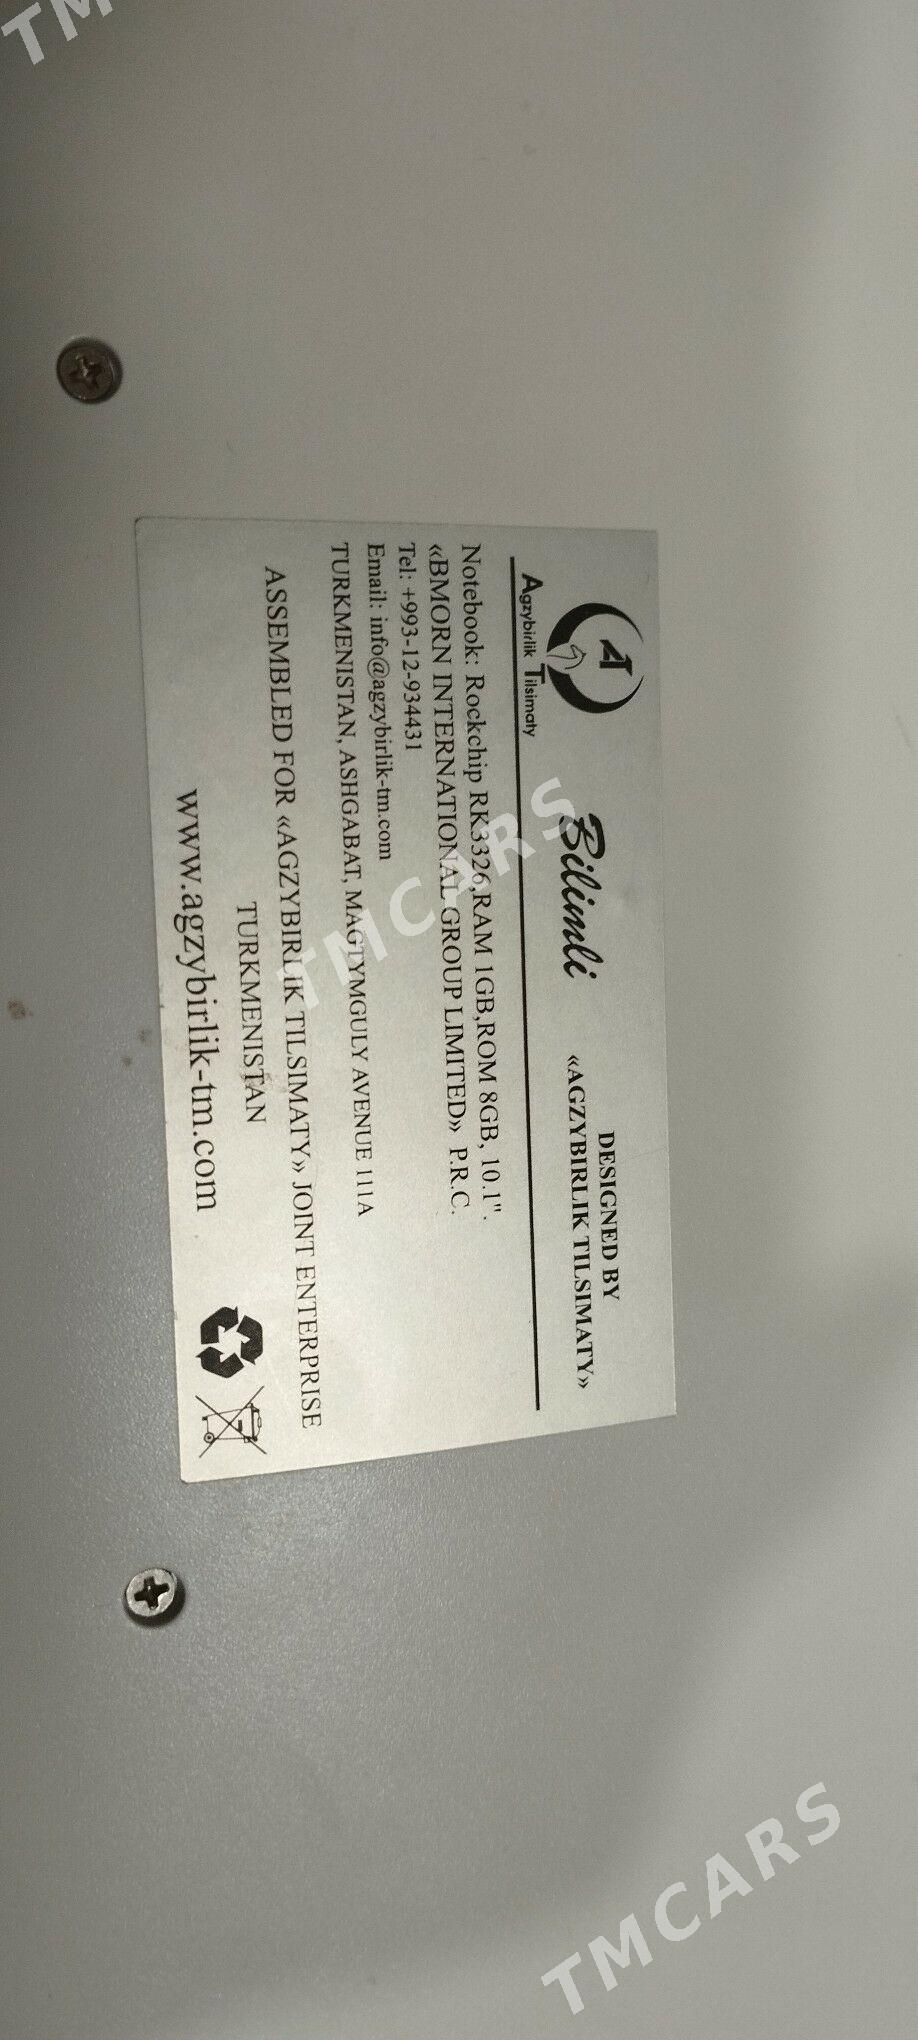 TM
Bilimli
DESIGNED BY
«AGZYBIRLIK TILSIMATY»
AT
Agzybirlik Tilsimaty
Notebook: Rockchip RK3326,RAM 1GB,ROM 8GB, 10.1".
«BMORN INTERNATIONAL GROUP LIMITED» P.R.C.
Tel: +993-12-934431
Email: info@agzybirlik-tm.com
TURKMENISTAN, ASHGABAT, MAGTYMGULY AVENUE 111A
ASSEMBLED FOR «AGZYBIRLIK TILSIMATY» JOINT ENTERPRISE
TURKMENISTAN
www.agzybirlik-tm.com
TMCARS
TMCARS